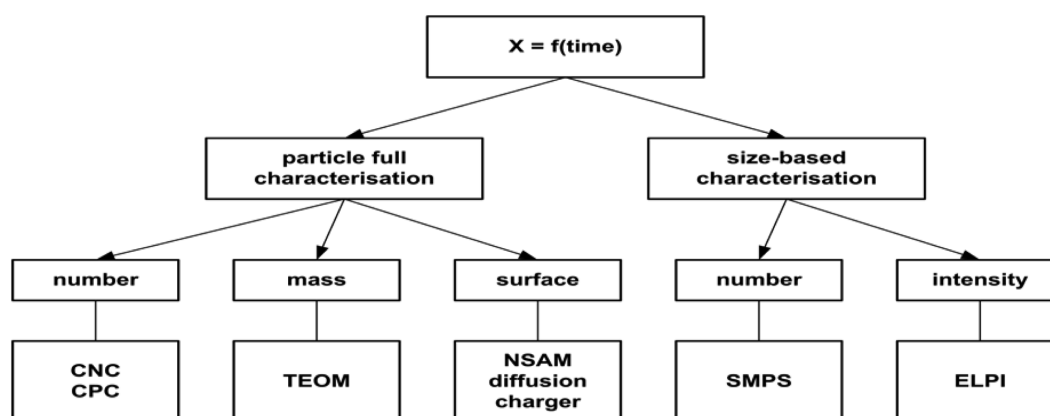 X = f(time)
particle full
characterisation
size-based
characterisation
number
mass
surface
number
intensity
CNC
CPC
TEOM
NSAM
diffusion
charger
SMPS
ELPI